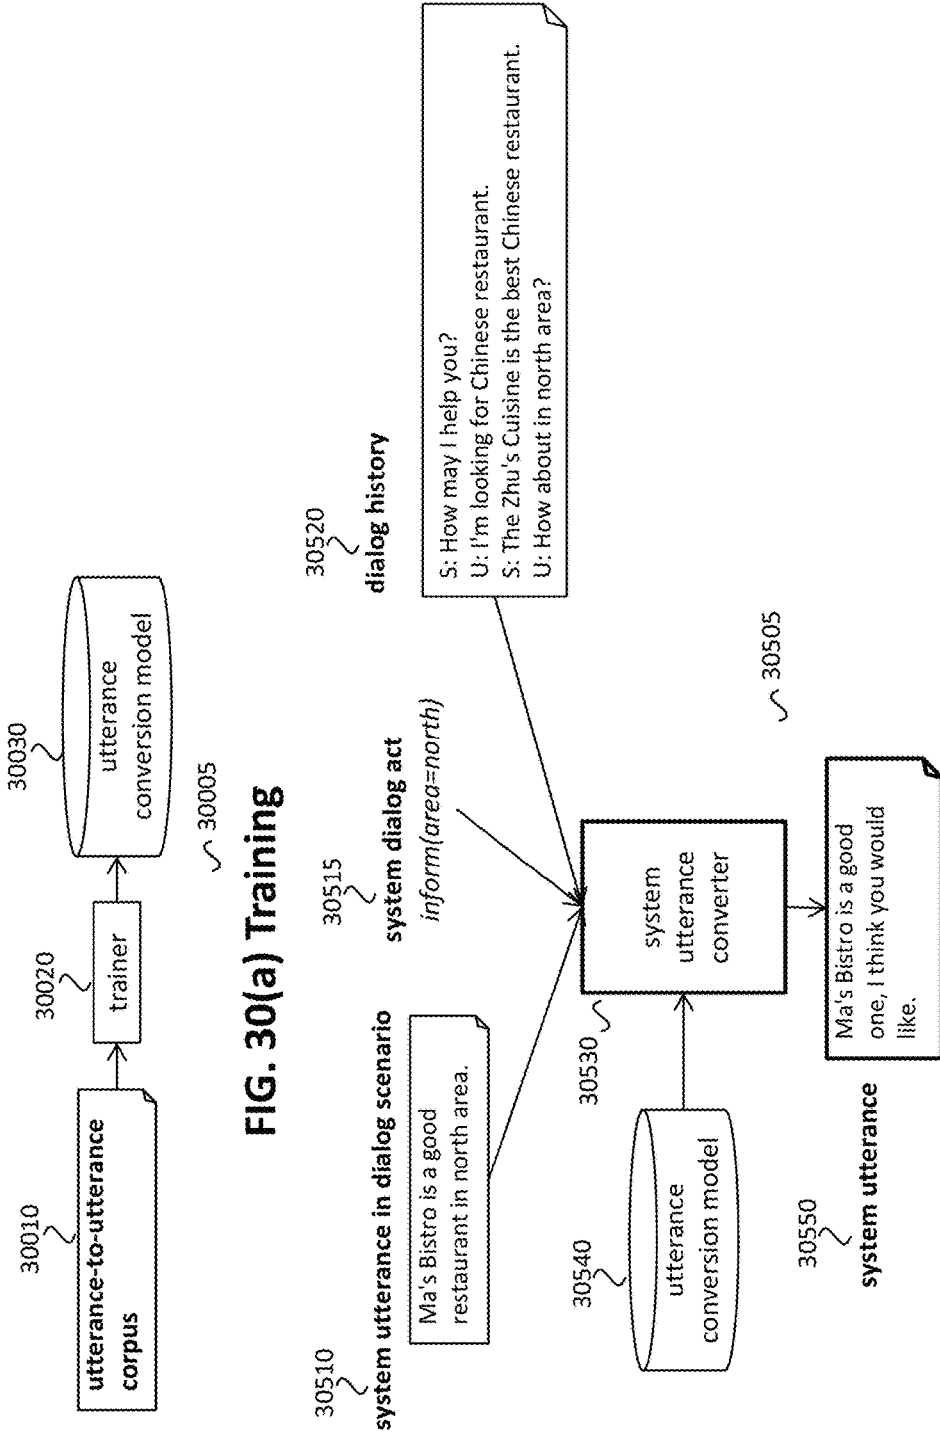 30010
utterance-to-utterance
corpus
30020
trainer
30030
utterance
conversion model
30005
FIG. 30(a) Training
30510
system utterance in dialog scenario
Ma's Bistro is a good
restaurant in north area.
30515
system dialog act
inform(area=north)
30520
dialog history
S: How may I help you?
U: I'm looking for Chinese restaurant.
S: The Zhu's Cuisine is the best Chinese restaurant.
U: How about in north area?
30540
utterance
conversion model
30530
system
utterance
converter
30505
30550
system utterance
Ma's Bistro is a good
one, I think you would
like.